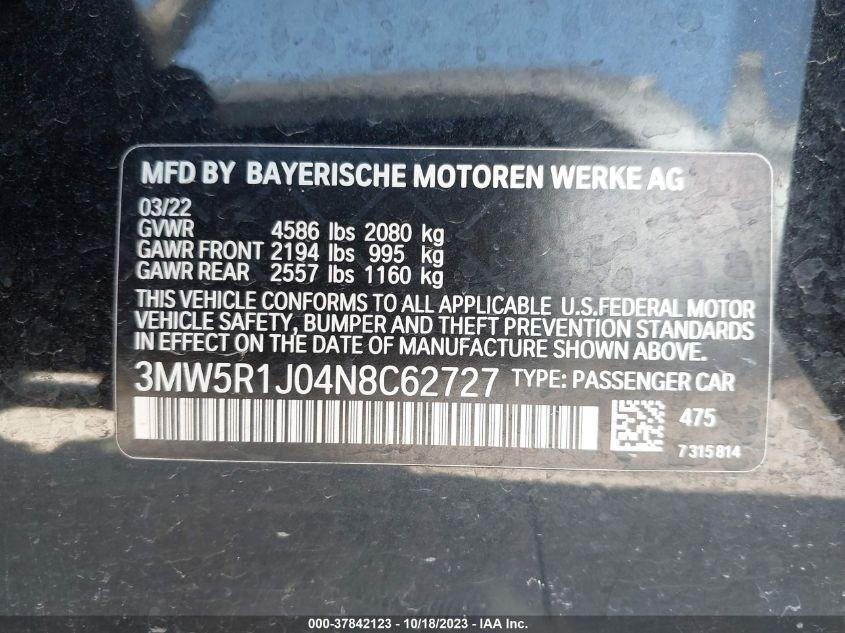 MFD BY BAYERISCHE MOTOREN WERKE AG
03/22
GVWR 4586 lbs 2080 kg
GAWR FRONT 2194 lbs 995 kg
GAWR REAR 2557 lbs 1160 kg
THIS VEHICLE CONFORMS TO ALL APPLICABLE U.S.FEDERAL MOTOR
VEHICLE SAFETY, BUMPER AND THEFT PREVENTION STANDARDS
IN EFFECT ON THE DATE OF MANUFACTURE SHOWN ABOVE.
3MW5R1J04N8C62727 TYPE: PASSENGER CAR
475
7315814
000-37842123 - 10/18/2023 - IAA Inc.